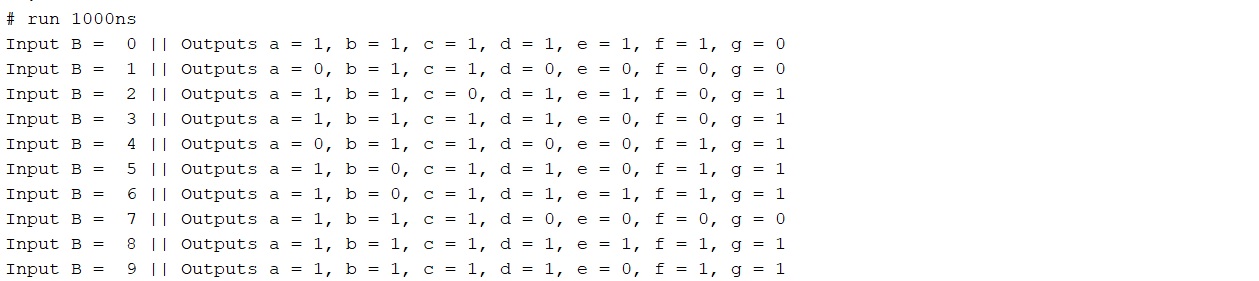 # run 1000ns
Input B =  0 || Outputs a = 1, b = 1, c = 1, d = 1, e = 1, f = 1, g = 0
Input B =  1 || Outputs a = 0, b = 1, c = 1, d = 0, e = 0, f = 0, g = 0
Input B =  2 || Outputs a = 1, b = 1, c = 0, d = 1, e = 1, f = 0, g = 1
Input B =  3 || Outputs a = 1, b = 1, c = 1, d = 1, e = 0, f = 0, g = 1
Input B =  4 || Outputs a = 0, b = 1, c = 1, d = 0, e = 0, f = 1, g = 1
Input B =  5 || Outputs a = 1, b = 0, c = 1, d = 1, e = 0, f = 1, g = 1
Input B =  6 || Outputs a = 1, b = 0, c = 1, d = 1, e = 1, f = 1, g = 1
Input B =  7 || Outputs a = 1, b = 1, c = 1, d = 0, e = 0, f = 0, g = 0
Input B =  8 || Outputs a = 1, b = 1, c = 1, d = 1, e = 1, f = 1, g = 1
Input B =  9 || Outputs a = 1, b = 1, c = 1, d = 1, e = 0, f = 1, g = 1